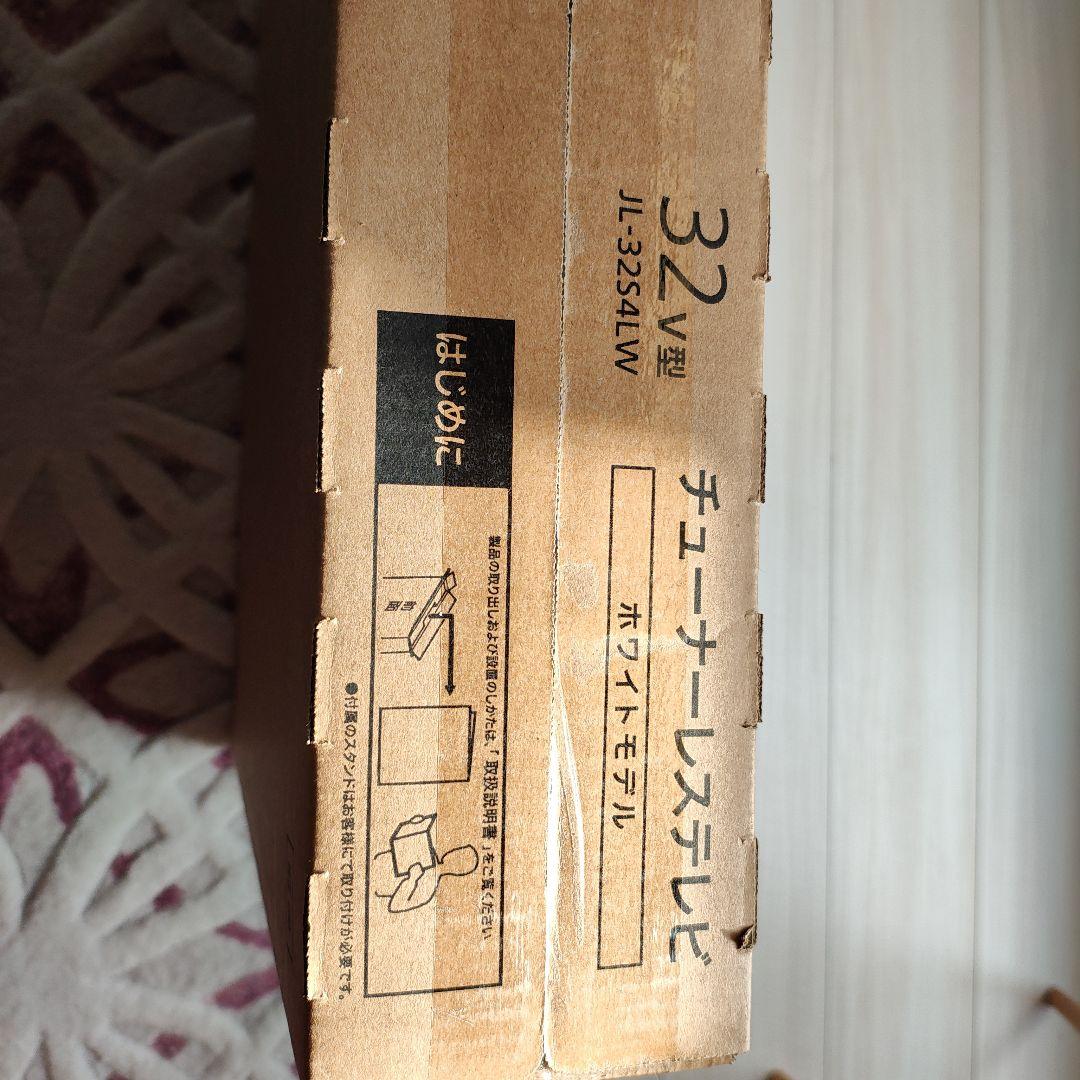 32V型
JL-32S4LW
チューナーレステレビ
ホワイトモデル
はじめに
製品の取り出しおよび設置のしかたは、「取扱説明書」をご覧ください
前面
●付属のスタンドはお客様にて取り付けが必要です。